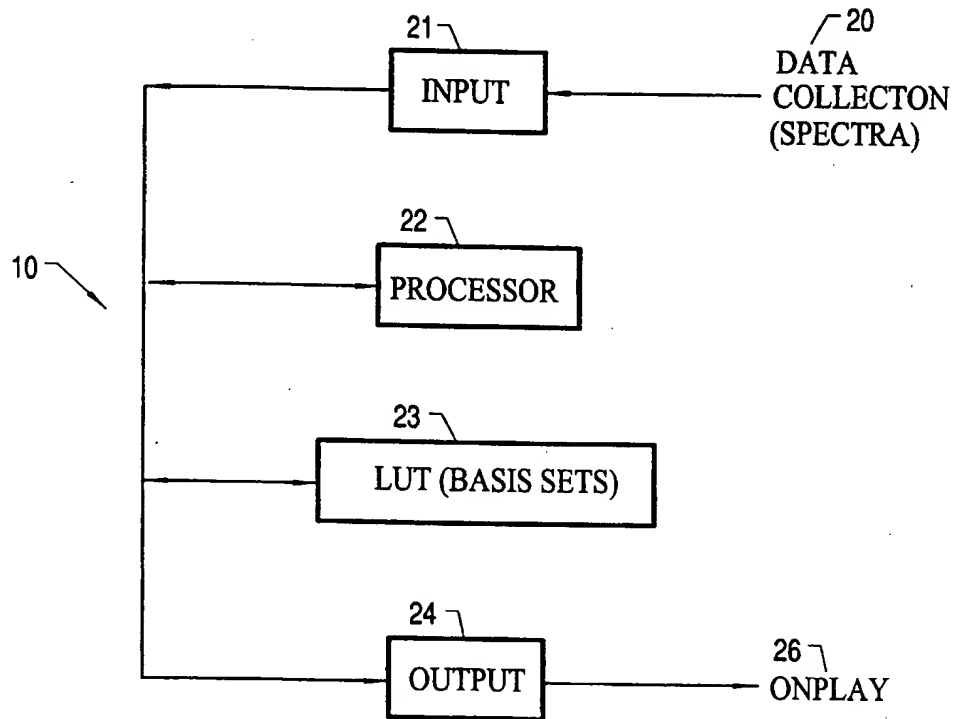 20
21
DATA
COLLECTON
(SPECTRA)
INPUT
22
10
PROCESSOR
23
LUT (BASIS SETS)
24
26
OUTPUT
ONPLAY